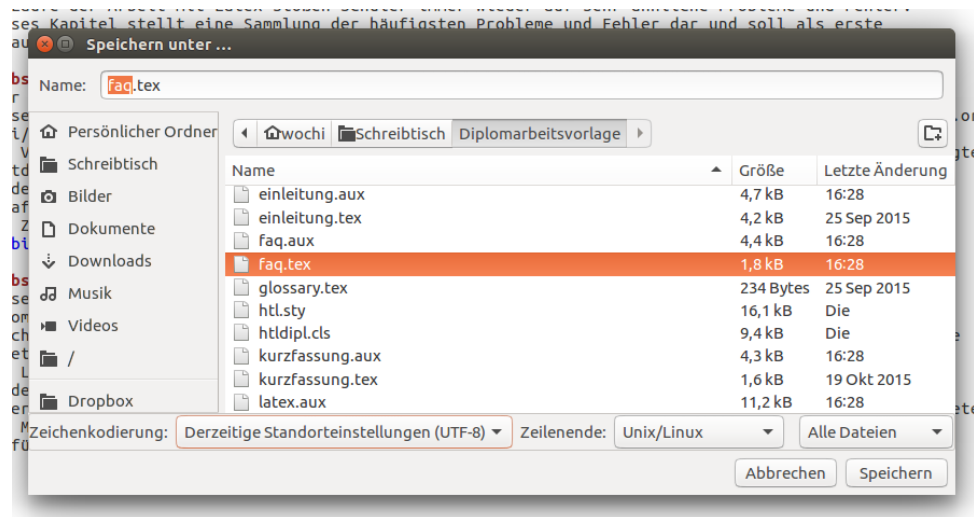 ses Kapitel stellt eine Sammlung der häufigsten Probleme und Fehler dar und soll als erste
Speichern unter ...
Name: faq.tex
Persönlicher Ordner
Schreibtisch
Bilder
Dokumente
Downloads
Musik
Videos
/
Dropbox
wochi Schreibtisch Diplomarbeitsvorlage
Name Größe Letzte Änderung
einleitung.aux 4,7 kB 16:28
einleitung.tex 4,2 kB 25 Sep 2015
faq.aux 4,4 kB 16:28
faq.tex 1,8 kB 16:28
glossary.tex 234 Bytes 25 Sep 2015
htl.sty 16,1 kB Die
htldipl.cls 9,4 kB Die
kurzfassung.aux 4,3 kB 16:28
kurzfassung.tex 1,6 kB 19 Okt 2015
latex.aux 11,2 kB 16:28
Zeichenkodierung: Derzeitige Standorteinstellungen (UTF-8) Zeilenende: Unix/Linux Alle Dateien
Abbrechen Speichern